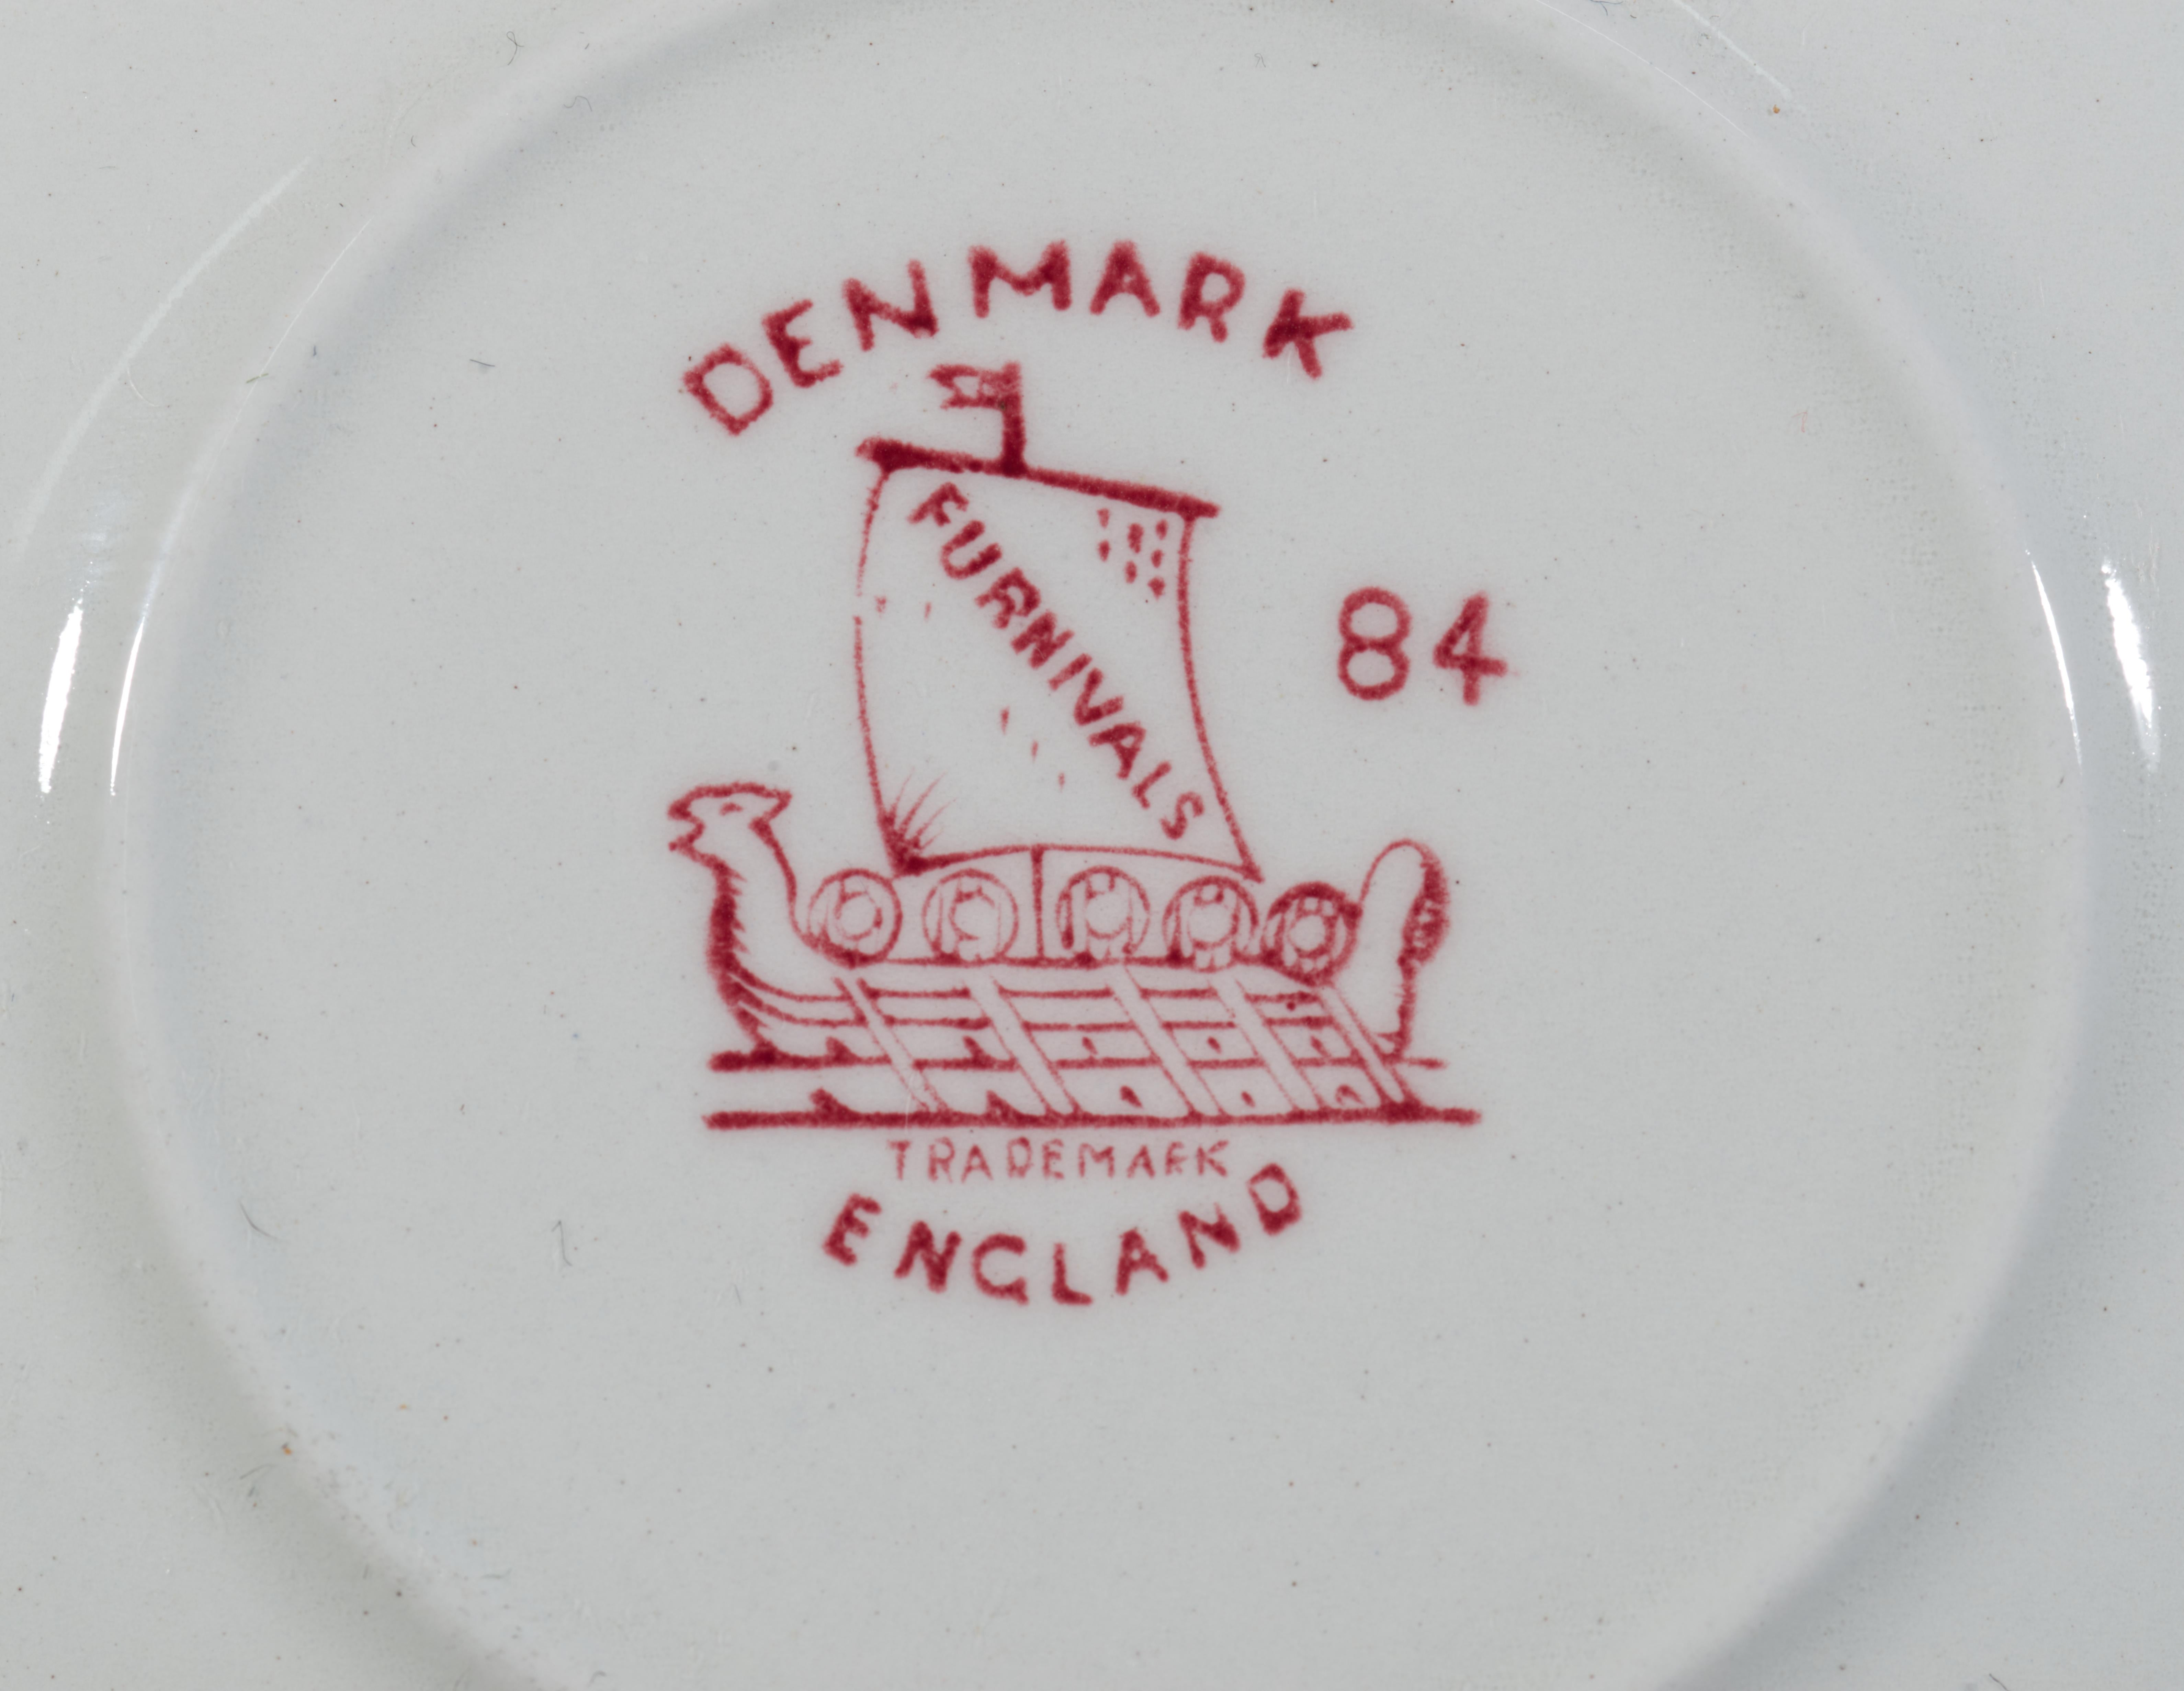 DENMARK
FURNIVALS
84
TRADEMARK
ENGLAND